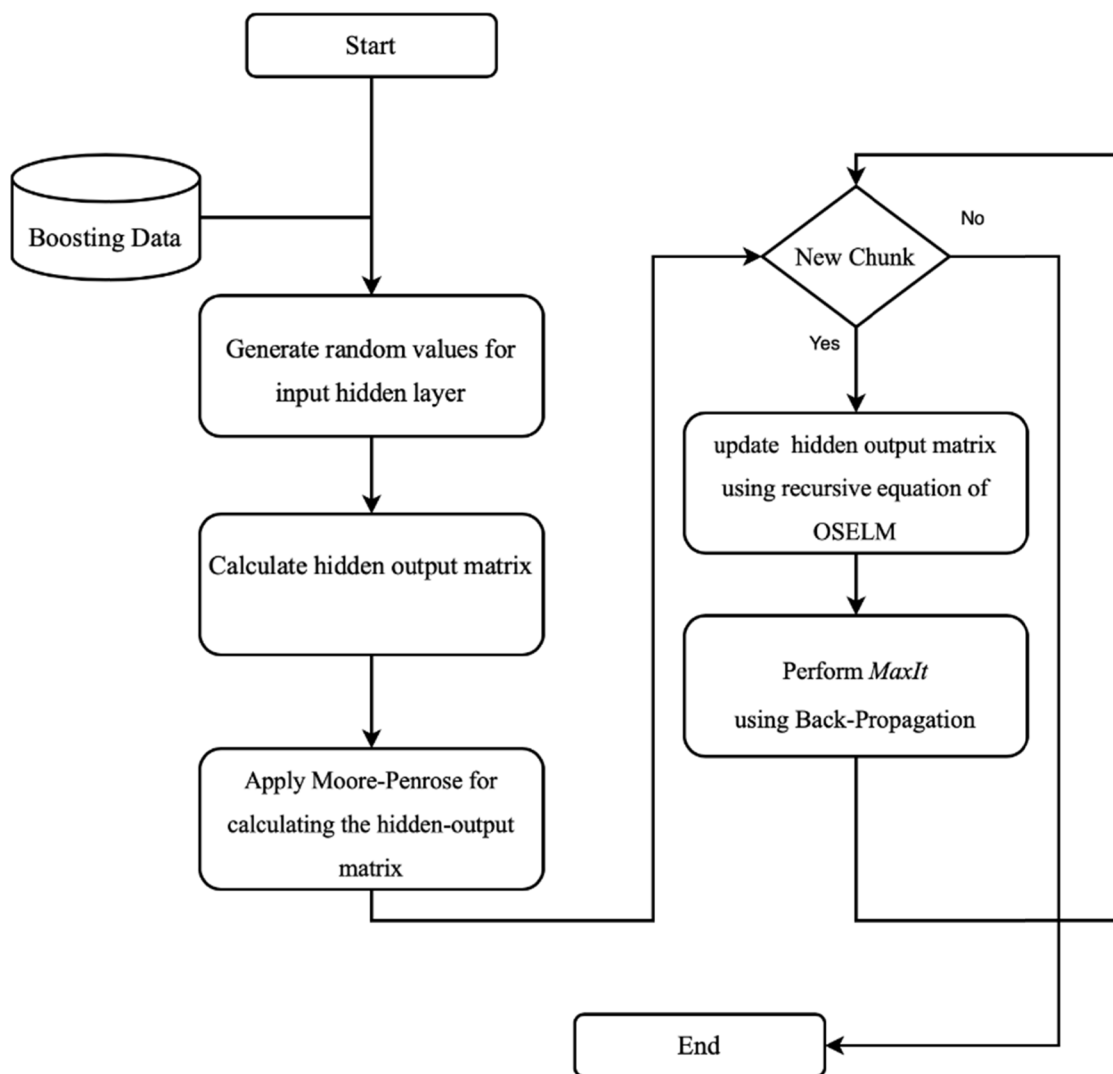 Start
Boosting Data
Generate random values for
input hidden layer
Calculate hidden output matrix
Apply Moore-Penrose for
calculating the hidden-output
matrix
New Chunk
No
Yes
update hidden output matrix
using recursive equation of
OSELM
Perform MaxIt
using Back-Propagation
End